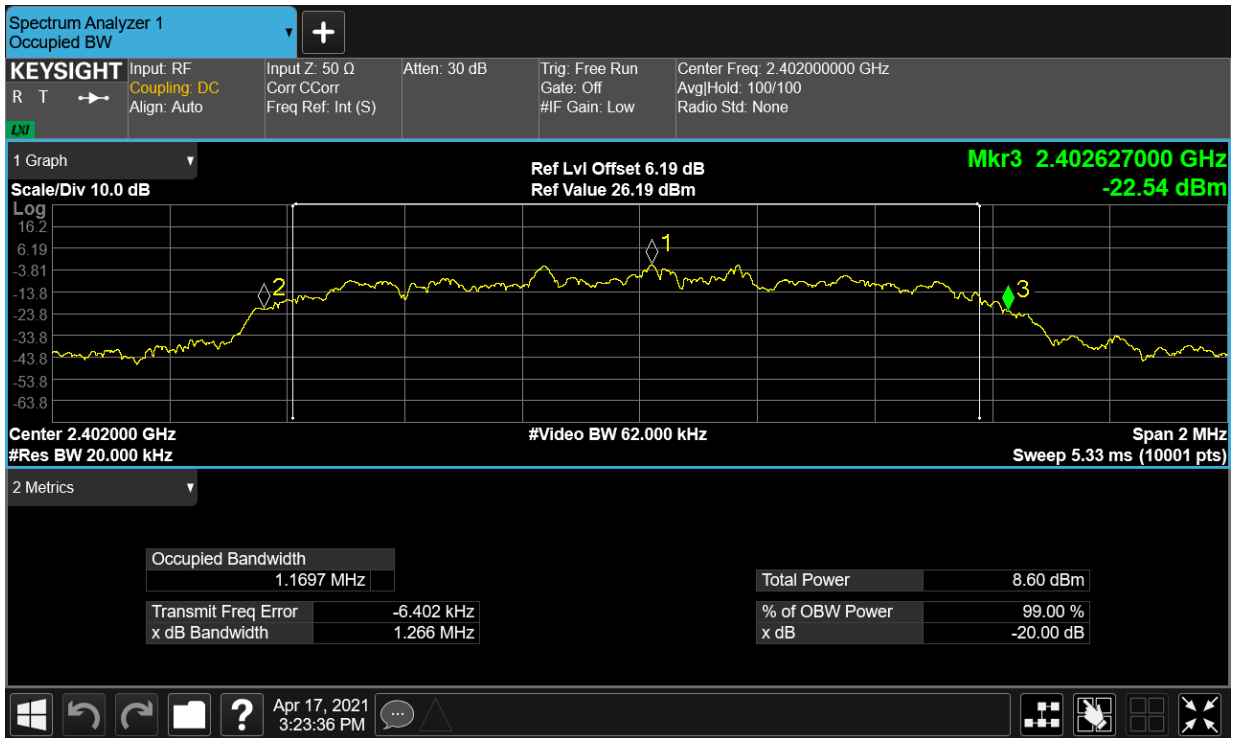 Spectrum Analyzer 1
Occupied BW
+
KEYSIGHT
R T
LXI
Input: RF
Coupling: DC
Align: Auto
Input Z: 50 Ω
Corr CCorr
Freq Ref: Int (S)
Atten: 30 dB
Trig: Free Run
Gate: Off
#IF Gain: Low
Center Freq: 2.402000000 GHz
Avg|Hold: 100/100
Radio Std: None
1 Graph
Scale/Div 10.0 dB
Ref Lvl Offset 6.19 dB
Ref Value 26.19 dBm
Mkr3 2.402627000 GHz
-22.54 dBm
Log
16.2
6.19
-3.81
-13.8
-23.8
-33.8
-43.8
-53.8
-63.8
1
2
3
Center 2.402000 GHz
#Video BW 62.000 kHz
Span 2 MHz
#Res BW 20.000 kHz
Sweep 5.33 ms (10001 pts)
2 Metrics
Occupied Bandwidth
1.1697 MHz
Transmit Freq Error -6.402 kHz
x dB Bandwidth 1.266 MHz
Total Power 8.60 dBm
% of OBW Power 99.00 %
x dB -20.00 dB
?
Apr 17, 2021
3:23:36 PM